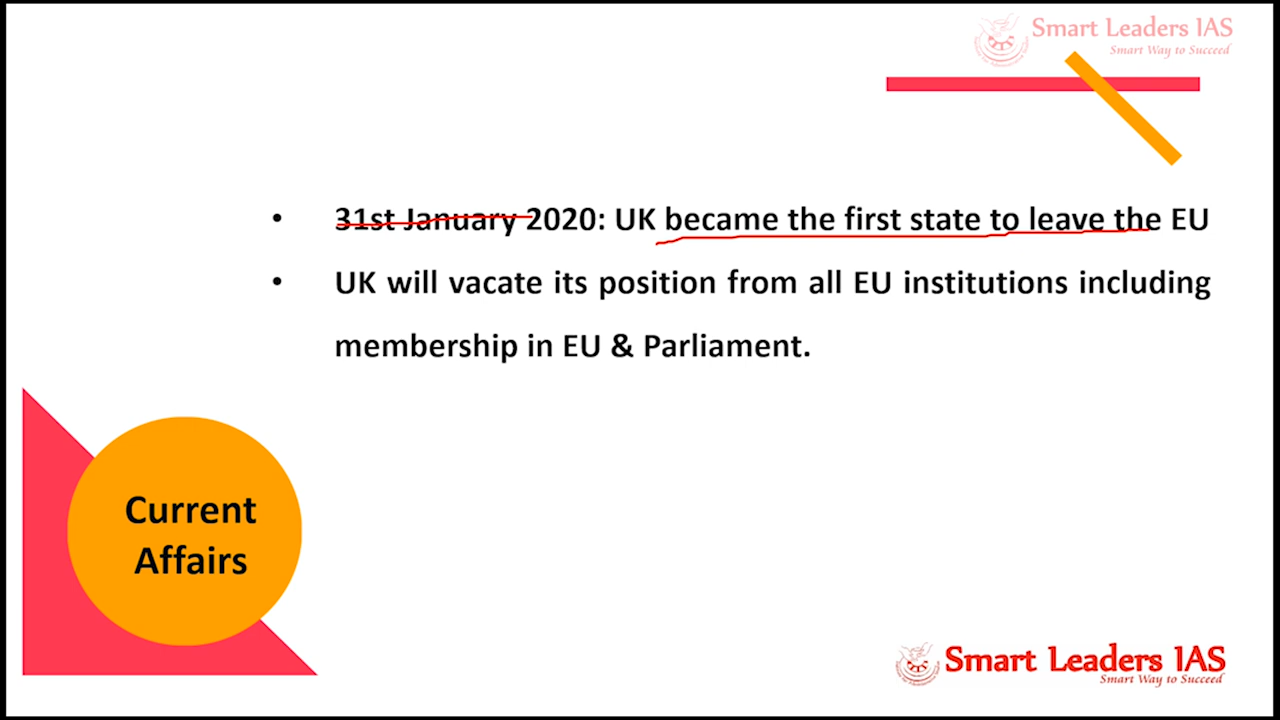 Smart Leaders IAS
Smart Way to Succeed
• 31st January 2020: UK became the first state to leave the EU
• UK will vacate its position from all EU institutions including
membership in EU & Parliament.
Current
Affairs
Smart Leaders IAS
Smart Way to Succeed